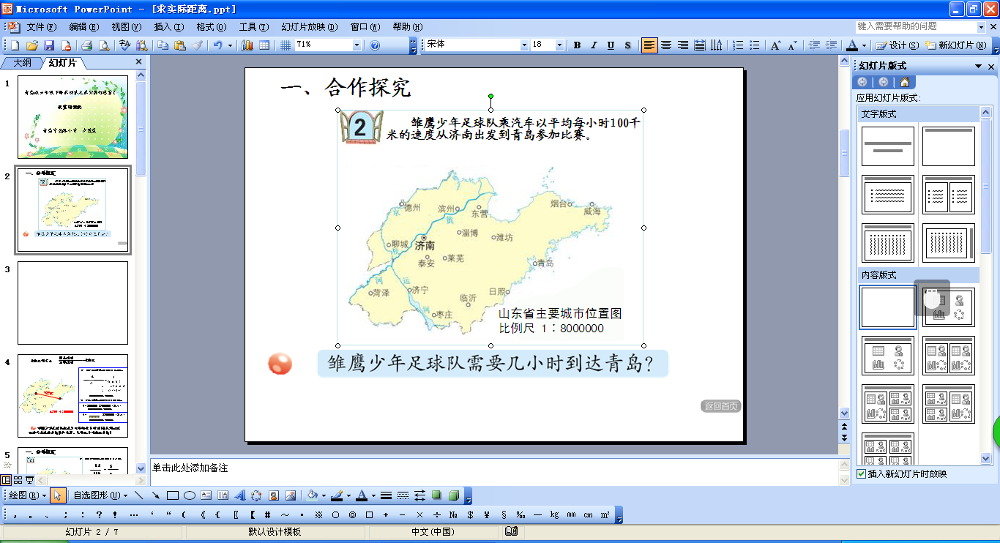 Microsoft PowerPoint - [求实际距离.ppt]
文件(F) 编辑(E) 视图(V) 插入(I) 格式(O) 工具(T) 幻灯片放映(D) 窗口(W) 帮助(H)
键入需要帮助的问题
71%
宋体
18
B I U S
设计(S)
新幻灯片(N)
大纲 幻灯片
1
2
3
4
5
一、合作探究
2
雏鹰少年足球队乘汽车以平均每小时100千
米的速度从济南出发到青岛参加比赛。
德州
滨州
东营
烟台
威海
京
黄
淄博
潍坊
聊城
济南
杭
泰安
莱芜
青岛
河
运
菏泽
济宁
日照
临沂
河
枣庄
山东省主要城市位置图
比例尺 1：8000000
雏鹰少年足球队需要几小时到达青岛?
返回首页
单击此处添加备注
幻灯片版式
应用幻灯片版式:
文字版式
内容版式
插入新幻灯片时放映
绘图(R) 自选图形(U)
， 。 、 ； ： ？ ！ … ‘ “ （ 《 { 〖 【 # ～ · ※ ○ ◎ □ + - × ÷ № $ ¥ § ‰ — kg mm cm m²
幻灯片 2 / 7
默认设计模板
中文(中国)